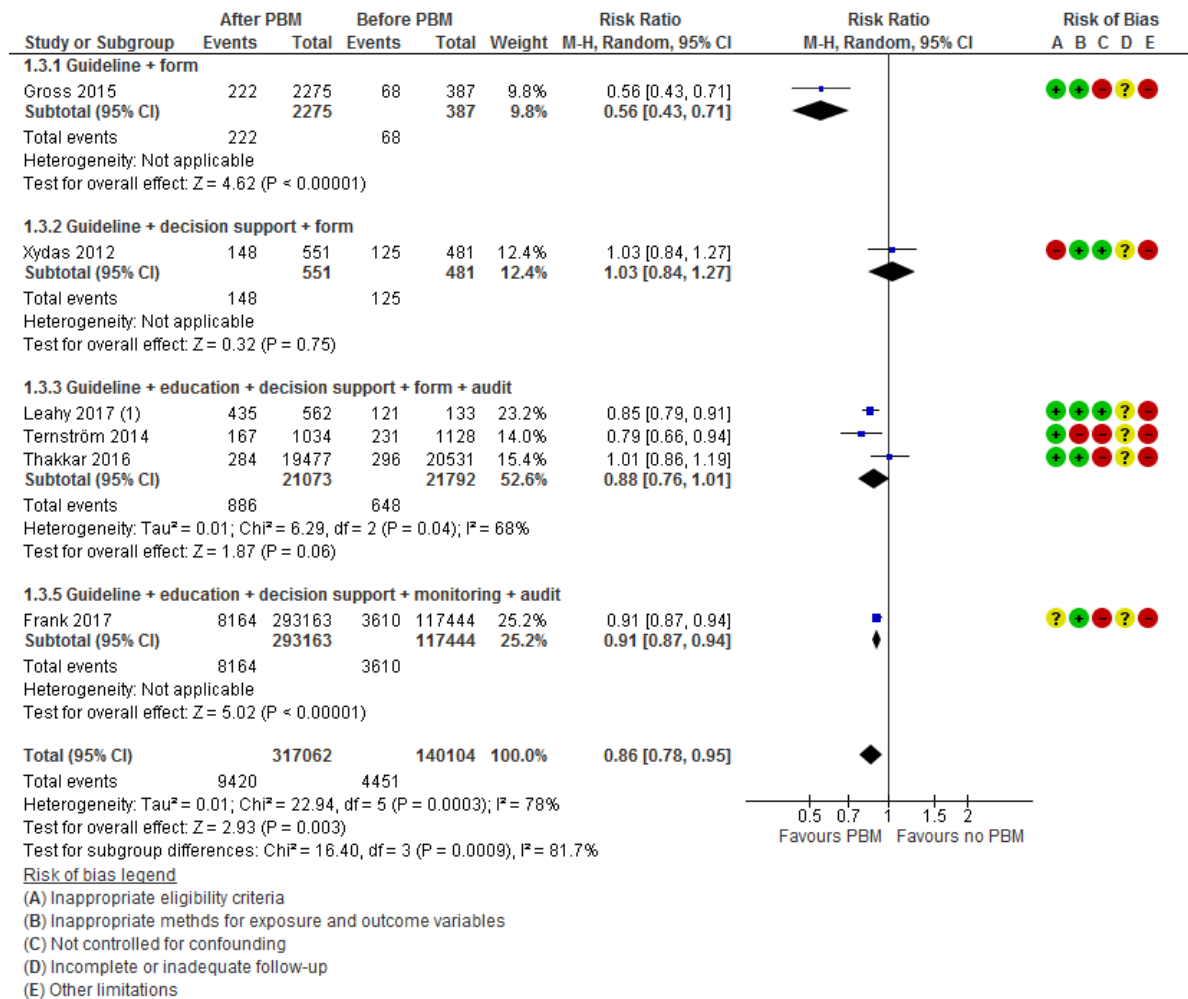 After PBM Before PBM Risk Ratio Risk Ratio Risk of Bias
Study or Subgroup Events Total Events Total Weight M-H, Random, 95% CI M-H, Random, 95% CI A B C D E
1.3.1 Guideline + form
Gross 2015 222 2275 68 387 9.8% 0.56 [0.43, 0.71] + + - ? -
Subtotal (95% CI) 2275 387 9.8% 0.56 [0.43, 0.71]
Total events 222 68
Heterogeneity: Not applicable
Test for overall effect: Z = 4.62 (P < 0.00001)
1.3.2 Guideline + decision support + form
Xydas 2012 148 551 125 481 12.4% 1.03 [0.84, 1.27] - + + ? -
Subtotal (95% CI) 551 481 12.4% 1.03 [0.84, 1.27]
Total events 148 125
Heterogeneity: Not applicable
Test for overall effect: Z = 0.32 (P = 0.75)
1.3.3 Guideline + education + decision support + form + audit
Leahy 2017 (1) 435 562 121 133 23.2% 0.85 [0.79, 0.91] + + + ? -
Ternström 2014 167 1034 231 1128 14.0% 0.79 [0.66, 0.94] + - - ? -
Thakkar 2016 284 19477 296 20531 15.4% 1.01 [0.86, 1.19] + + - ? -
Subtotal (95% CI) 21073 21792 52.6% 0.88 [0.76, 1.01]
Total events 886 648
Heterogeneity: Tau² = 0.01; Chi² = 6.29, df = 2 (P = 0.04); I² = 68%
Test for overall effect: Z = 1.87 (P = 0.06)
1.3.5 Guideline + education + decision support + monitoring + audit
Frank 2017 8164 293163 3610 117444 25.2% 0.91 [0.87, 0.94] ? + - ? -
Subtotal (95% CI) 293163 117444 25.2% 0.91 [0.87, 0.94]
Total events 8164 3610
Heterogeneity: Not applicable
Test for overall effect: Z = 5.02 (P < 0.00001)
Total (95% CI) 317062 140104 100.0% 0.86 [0.78, 0.95]
Total events 9420 4451
Heterogeneity: Tau² = 0.01; Chi² = 22.94, df = 5 (P = 0.0003); I² = 78%
Test for overall effect: Z = 2.93 (P = 0.003)
Test for subgroup differences: Chi² = 16.40, df = 3 (P = 0.0009), I² = 81.7%
0.5 0.7 1 1.5 2
Favours PBM Favours no PBM
Risk of bias legend
(A) Inappropriate eligibility criteria
(B) Inappropriate methds for exposure and outcome variables
(C) Not controlled for confounding
(D) Incomplete or inadequate follow-up
(E) Other limitations